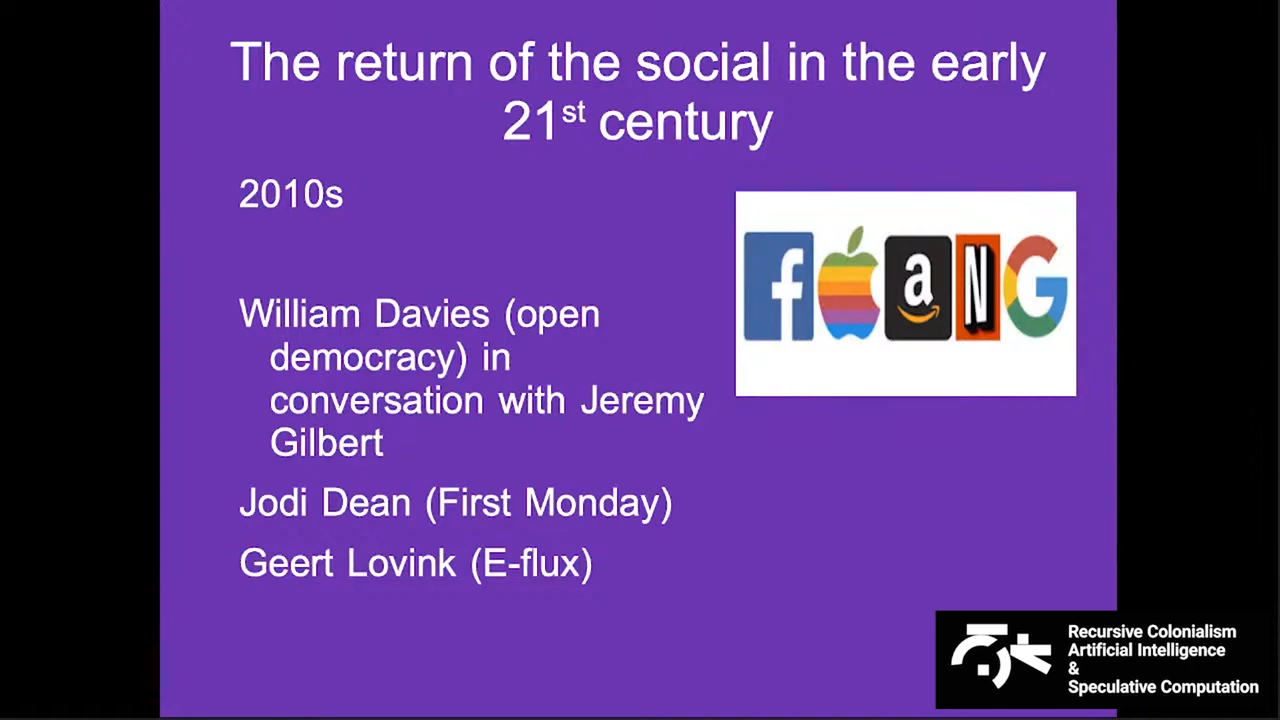 The return of the social in the early
21st century
2010s
William Davies (open
democracy) in
conversation with Jeremy
Gilbert
Jodi Dean (First Monday)
Geert Lovink (E-flux)
f a N G
Recursive Colonialism
Artificial Intelligence
&
Speculative Computation